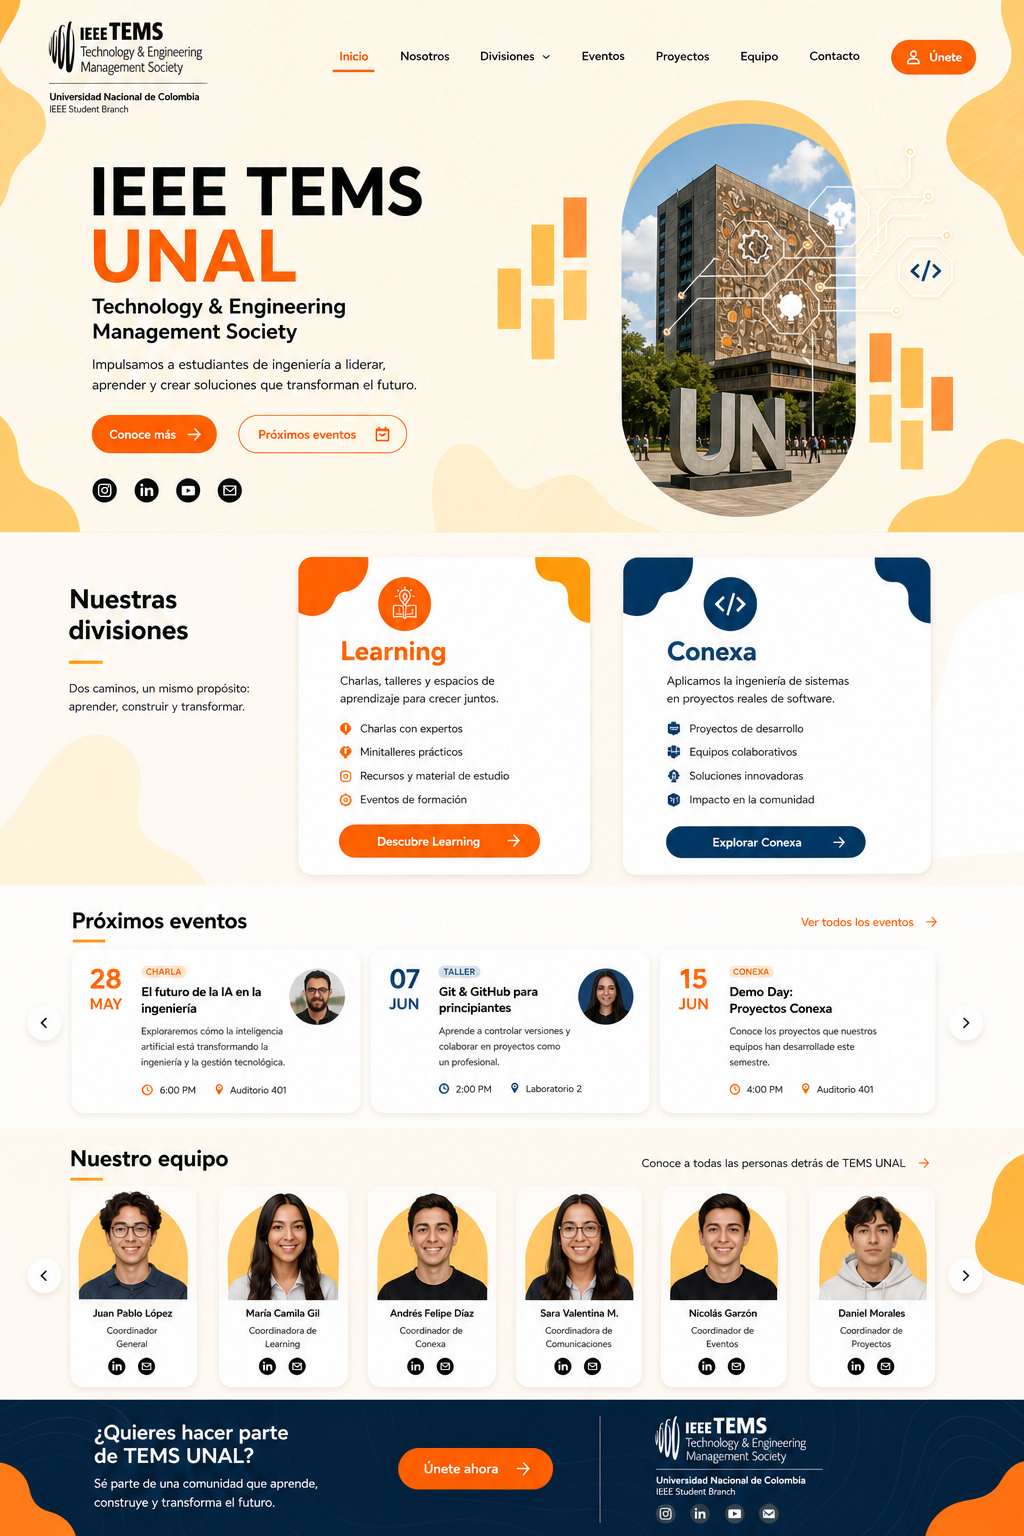 IEEE TEMS
Technology & Engineering
Management Society
Universidad Nacional de Colombia
IEEE Student Branch
Inicio
Nosotros
Divisiones
Eventos
Proyectos
Equipo
Contacto
Únete
IEEE TEMS
UNAL
Technology & Engineering
Management Society
Impulsamos a estudiantes de ingeniería a liderar,
aprender y crear soluciones que transforman el futuro.
Conoce más
Próximos eventos
</>
UN
Nuestras
divisiones
Dos caminos, un mismo propósito:
aprender, construir y transformar.
Learning
Charlas, talleres y espacios de
aprendizaje para crecer juntos.
Charlas con expertos
Minitalleres prácticos
Recursos y material de estudio
Eventos de formación
Descubre Learning
</>
Conexa
Aplicamos la ingeniería de sistemas
en proyectos reales de software.
Proyectos de desarrollo
Equipos colaborativos
Soluciones innovadoras
Impacto en la comunidad
Explorar Conexa
Próximos eventos
Ver todos los eventos
28
MAY
CHARLA
El futuro de la IA en la
ingeniería
Exploraremos cómo la inteligencia
artificial está transformando la
ingeniería y la gestión tecnológica.
6:00 PM
Auditorio 401
07
JUN
TALLER
Git & GitHub para
principiantes
Aprende a controlar versiones y
colaborar en proyectos como
un profesional.
2:00 PM
Laboratorio 2
15
JUN
CONEXA
Demo Day:
Proyectos Conexa
Conoce los proyectos que nuestros
equipos han desarrollade este
semestre.
4:00 PM
Auditorio 401
Nuestro equipo
Conoce a todas las personas detrás de TEMS UNAL
Juan Pablo López
Coordinador
General
María Camila Gil
Coordinadora de
Learning
Andrés Felipe Díaz
Coordinador de
Conexa
Sara Valentina M.
Coordinadora de
Comunicaciones
Nicolás Garzón
Coordinador de
Eventos
Daniel Morales
Coordinador de
Proyectos
¿Quieres hacer parte
de TEMS UNAL?
Sé parte de una comunidad que aprende,
construye y transforma el futuro.
Únete ahora
IEEE TEMS
Technology & Engineering
Management Society
Universidad Nacional de Colombia
IEEE Student Branch